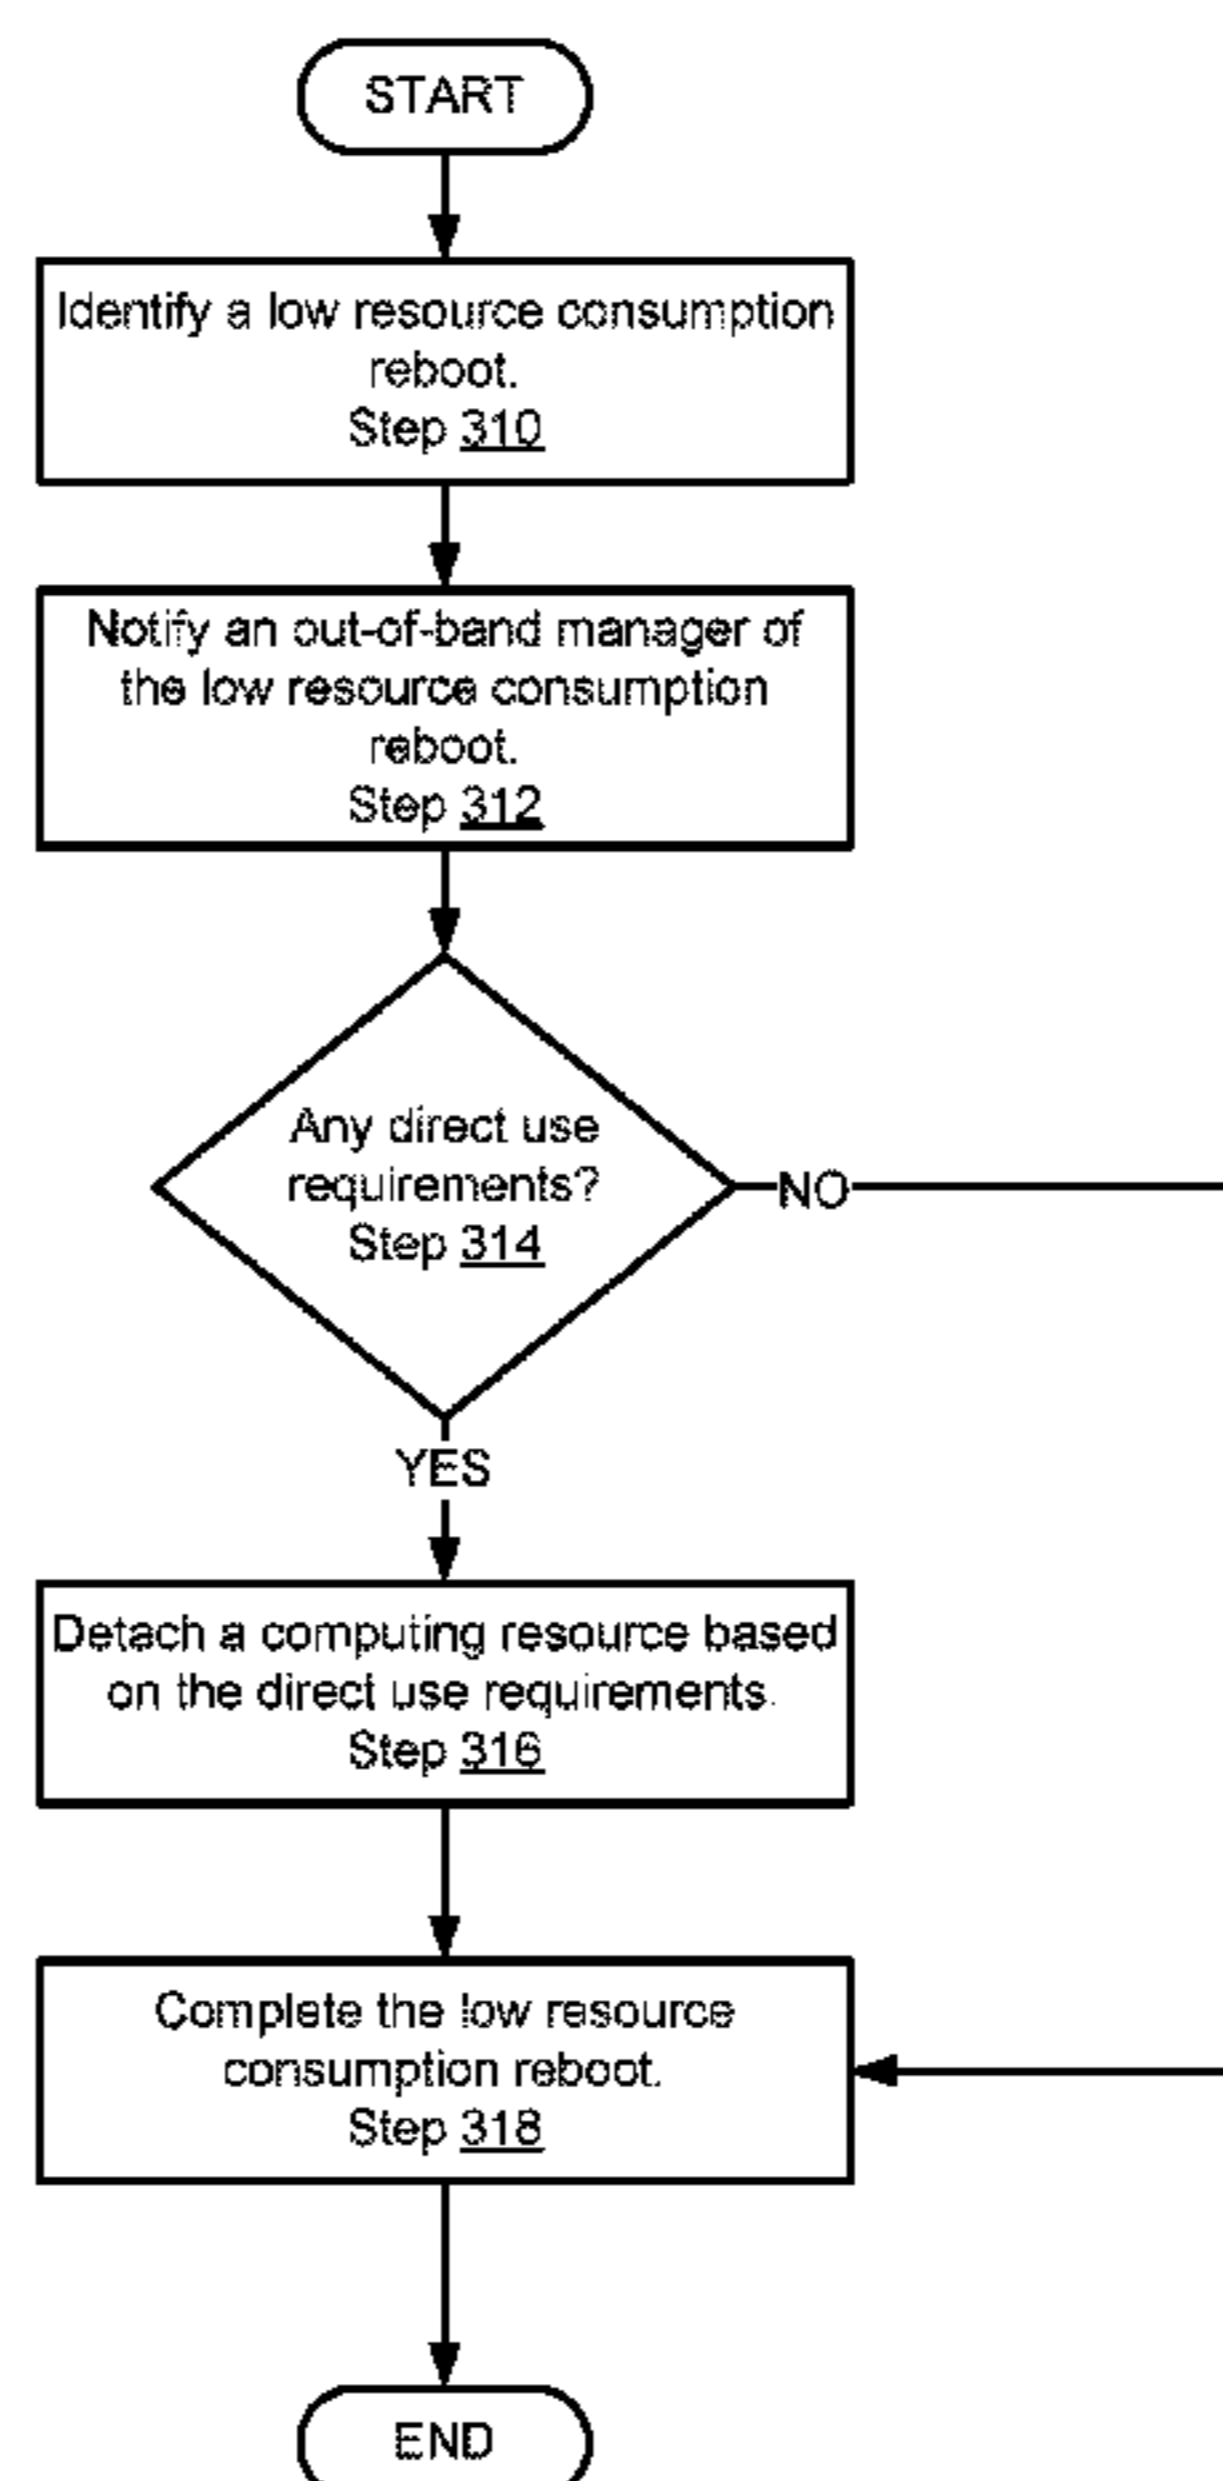 START
Identify a low resource consumption
reboot.
Step 310
Notify an out-of-band manager of
the low resource consumption
reboot.
Step 312
Any direct use
requirements?
Step 314
NO
YES
Detach a computing resource based
on the direct use requirements.
Step 316
Complete the low resource
consumption reboot.
Step 318
END